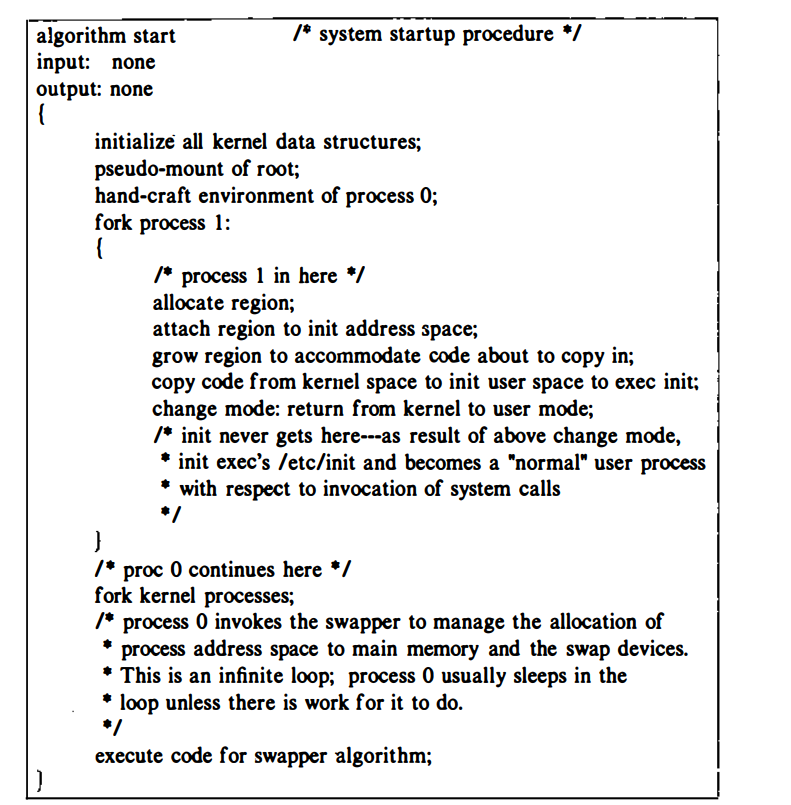 algorithm start /* system startup procedure */
input: none
output: none
{
initialize all kernel data structures;
pseudo-mount of root;
hand-craft environment of process 0;
fork process 1:
{
/* process 1 in here */
allocate region;
attach region to init address space;
grow region to accommodate code about to copy in;
copy code from kernel space to init user space to exec init;
change mode: return from kernel to user mode;
/* init never gets here---as result of above change mode,
* init exec's /etc/init and becomes a "normal" user process
* with respect to invocation of system calls
*/
}
/* proc 0 continues here */
fork kernel processes;
/* process 0 invokes the swapper to manage the allocation of
* process address space to main memory and the swap devices.
* This is an infinite loop; process 0 usually sleeps in the
* loop unless there is work for it to do.
*/
execute code for swapper algorithm;
}